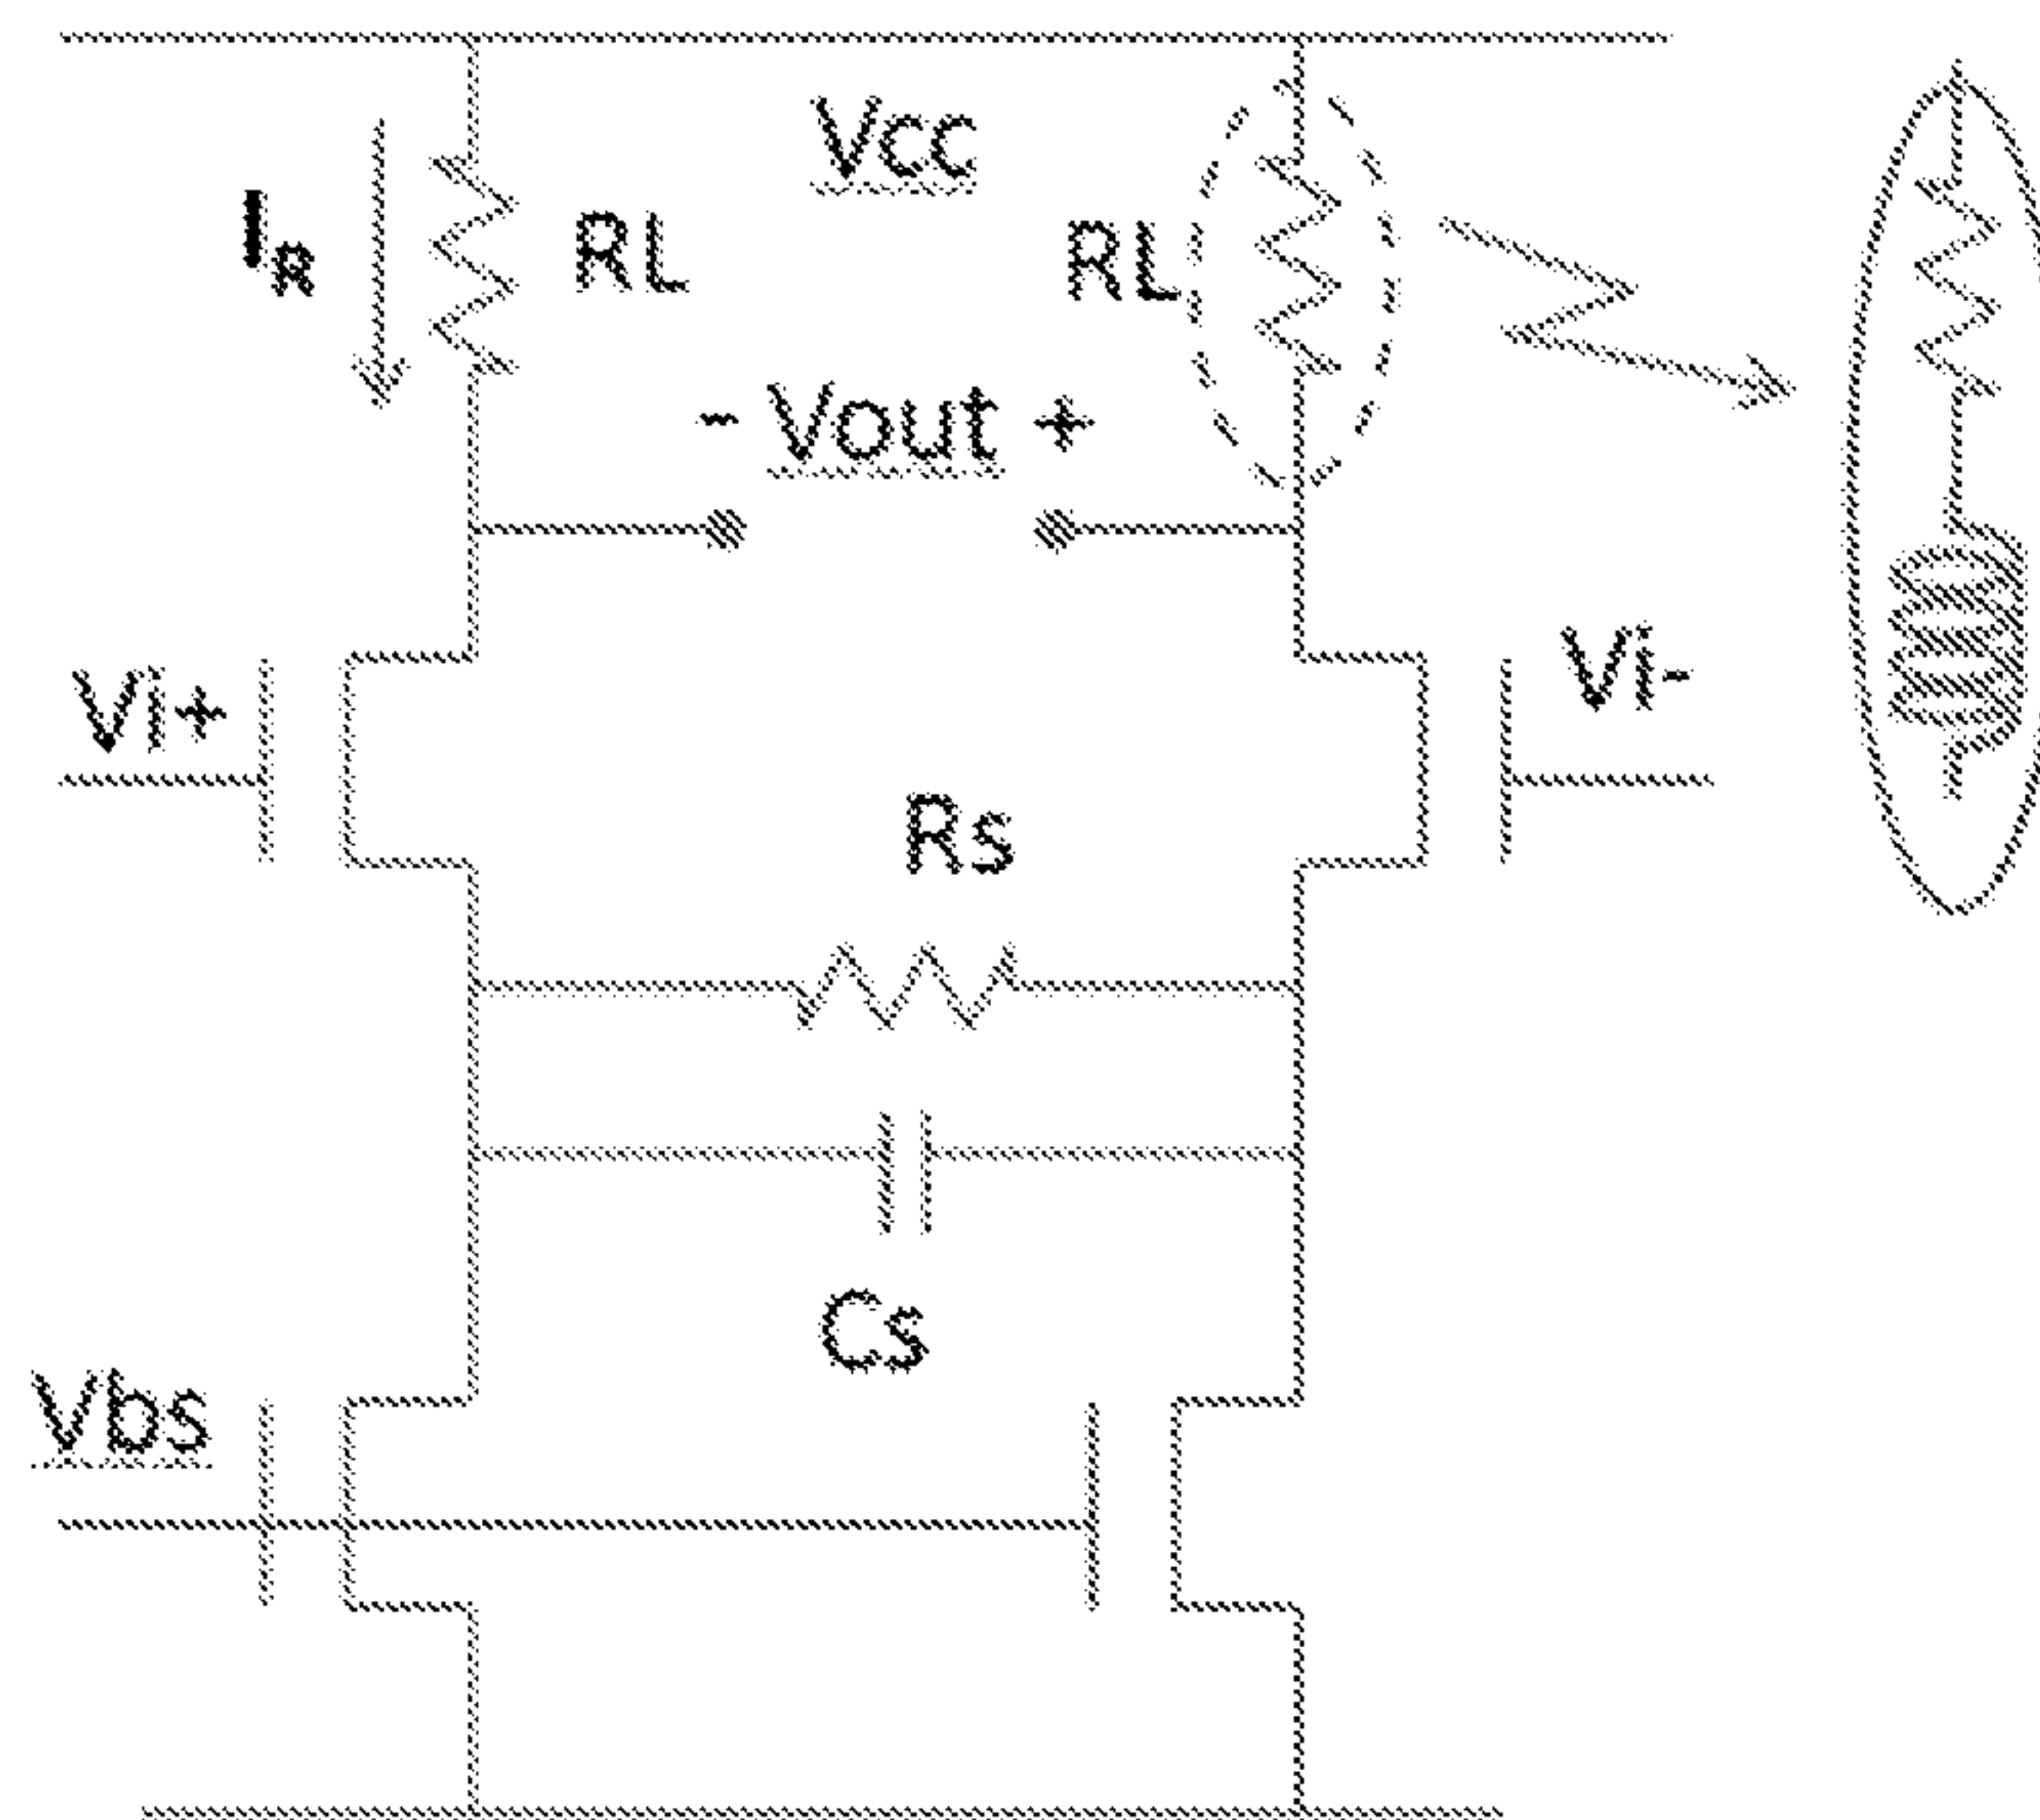 Vcc
IR
RL
RL
- Vout +
Vi+
Vi-
Rs
Cs
Vbs